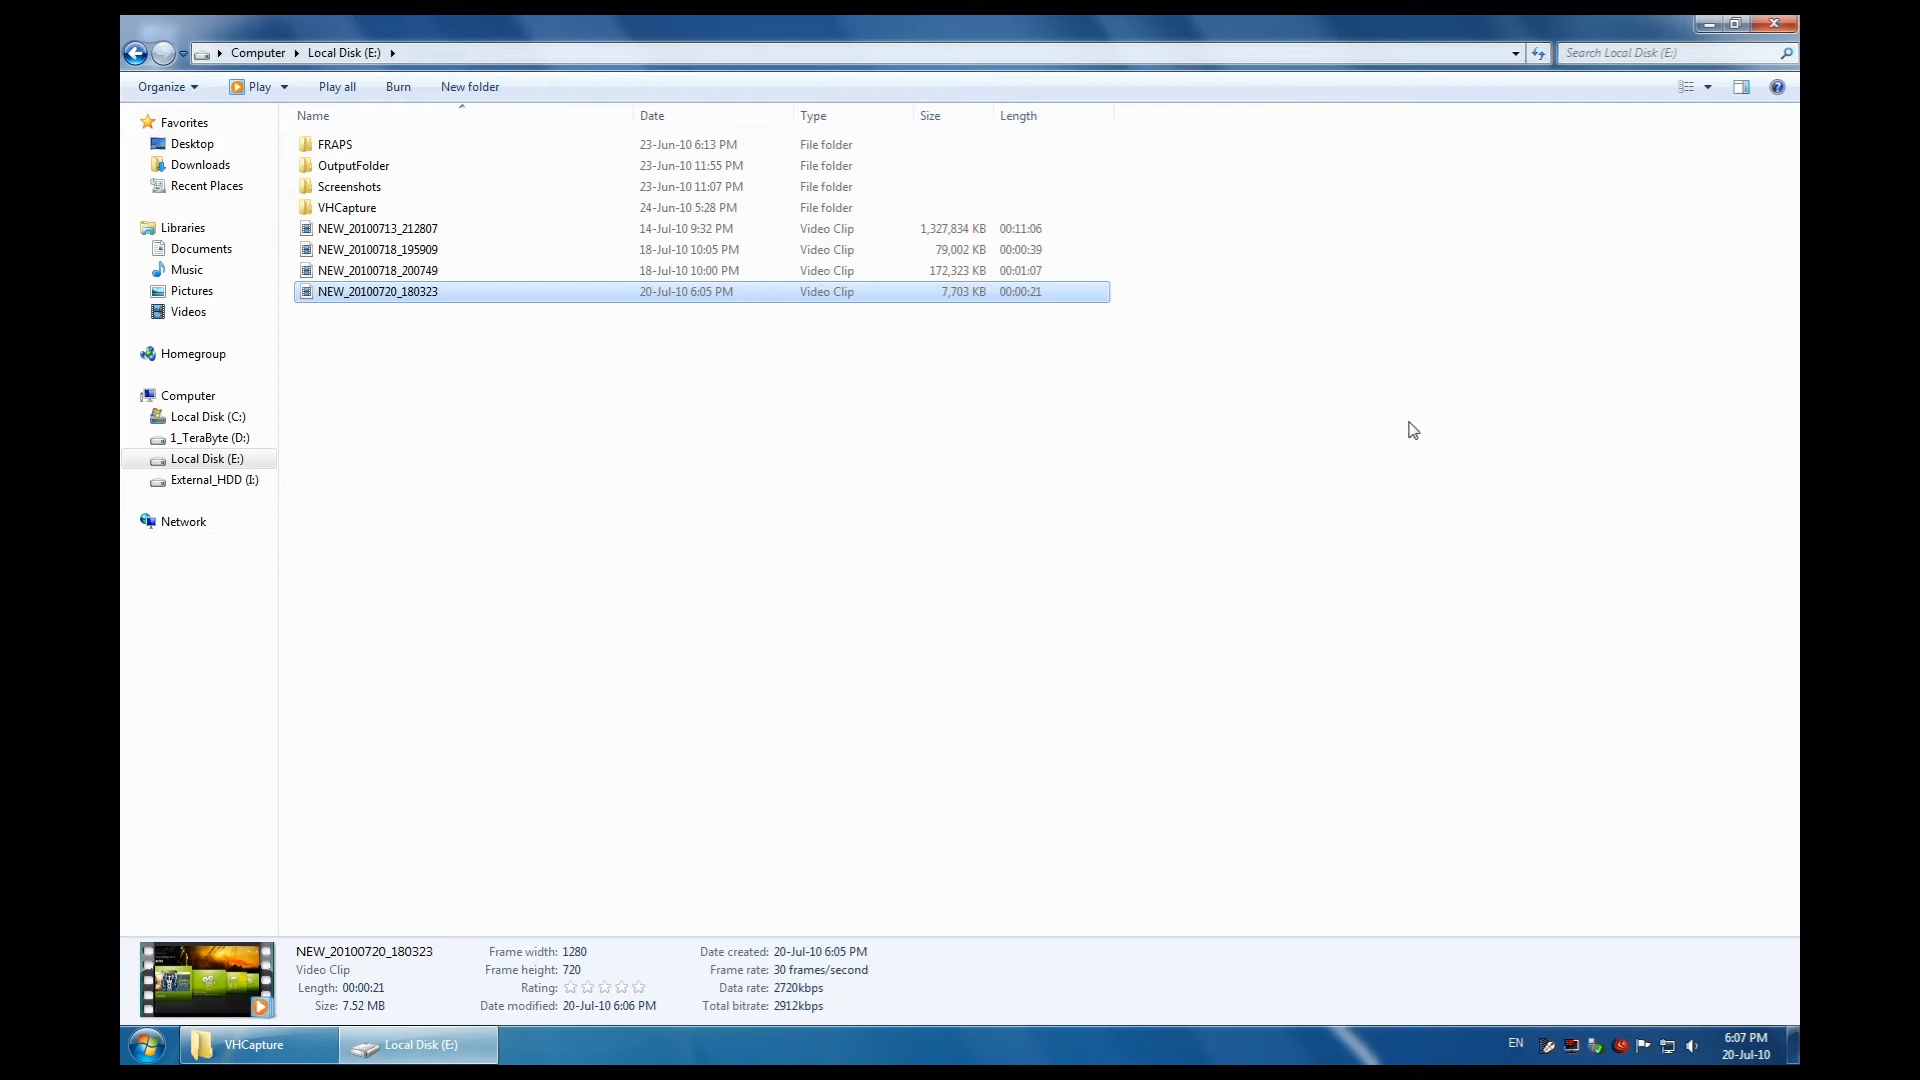 Computer Local Disk (E:)
Search Local Disk (E:)
Organize Play Play all Burn New folder
Name Date Type Size Length
FRAPS 23-Jun-10 6:13 PM File folder
OutputFolder 23-Jun-10 11:55 PM File folder
Screenshots 23-Jun-10 11:07 PM File folder
VHCapture 24-Jun-10 5:28 PM File folder
NEW_20100713_212807 14-Jul-10 9:32 PM Video Clip 1,327,834 KB 00:11:06
NEW_20100718_195909 18-Jul-10 10:05 PM Video Clip 79,002 KB 00:00:39
NEW_20100718_200749 18-Jul-10 10:00 PM Video Clip 172,323 KB 00:01:07
NEW_20100720_180323 20-Jul-10 6:05 PM Video Clip 7,703 KB 00:00:21
Favorites
Desktop
Downloads
Recent Places
Libraries
Documents
Music
Pictures
Videos
Homegroup
Computer
Local Disk (C:)
1_TeraByte (D:)
Local Disk (E:)
External_HDD (I:)
Network
NEW_20100720_180323 Frame width: 1280 Date created: 20-Jul-10 6:05 PM
Video Clip Frame height: 720 Frame rate: 30 frames/second
Length: 00:00:21 Rating: Data rate: 2720kbps
Size: 7.52 MB Date modified: 20-Jul-10 6:06 PM Total bitrate: 2912kbps
VHCapture Local Disk (E:) EN 6:07 PM
20-Jul-10